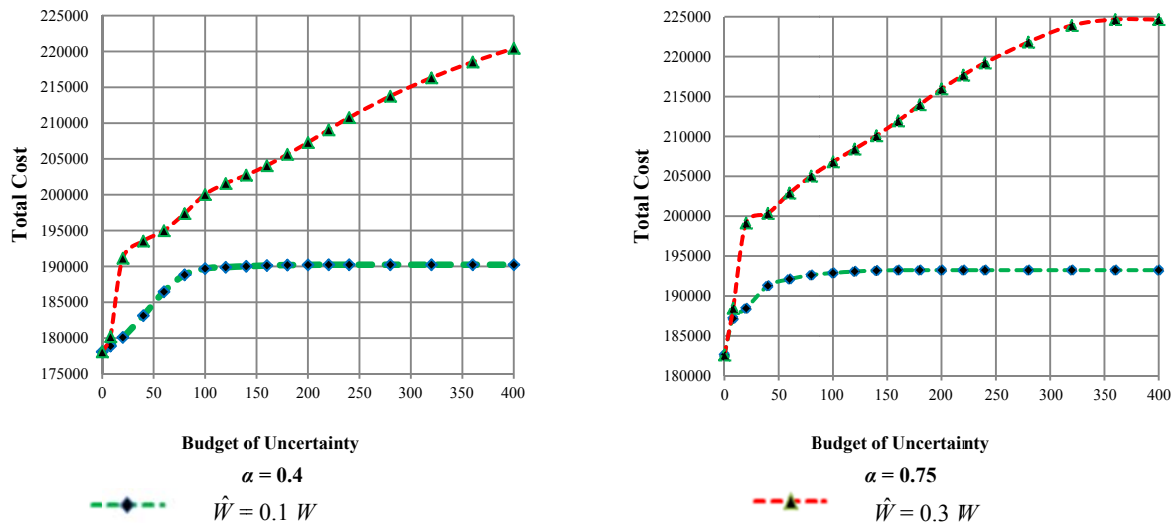 225000
220000
215000
210000
205000
200000
195000
190000
185000
180000
175000
Total Cost
0 50 100 150 200 250 300 350 400
Budget of Uncertainty
α = 0.4
Ŵ = 0.1 W
225000
220000
215000
210000
205000
200000
195000
190000
185000
180000
Total Cost
0 50 100 150 200 250 300 350 400
Budget of Uncertainty
α = 0.75
Ŵ = 0.3 W